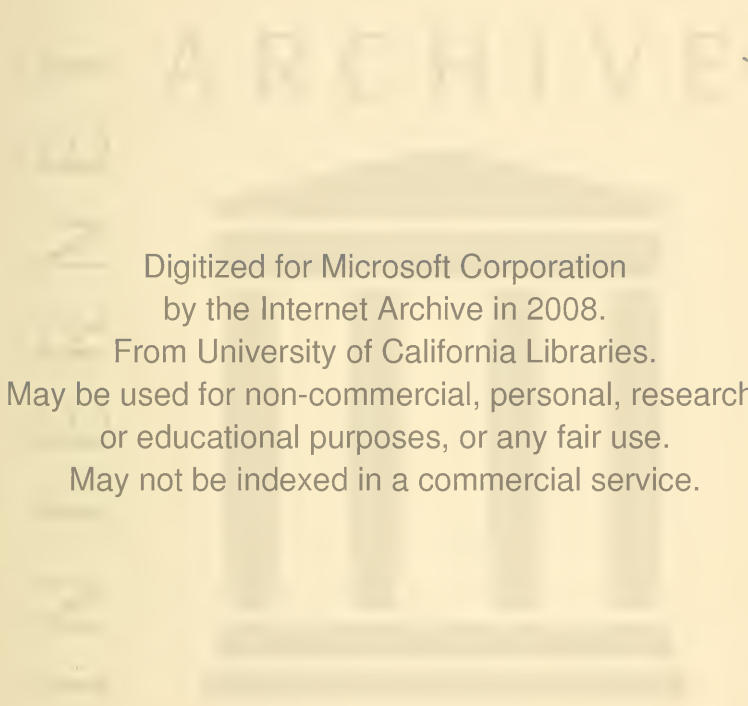 INTERNET
ARCHIVE
Digitized for Microsoft Corporation
by the Internet Archive in 2008.
From University of California Libraries.
May be used for non-commercial, personal, research
or educational purposes, or any fair use.
May not be indexed in a commercial service.